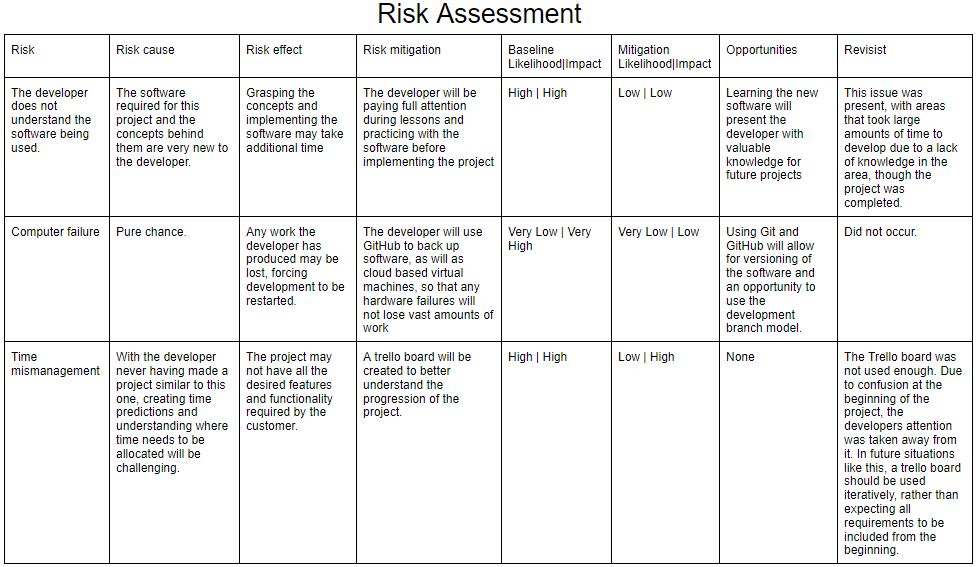 Risk Assessment
Risk
Risk cause
Risk effect
Risk mitigation
Baseline
Likelihood|Impact
Mitigation
Likelihood|Impact
Opportunities
Revisist
The developer
does not
understand the
software being
used.
The software
required for this
project and the
concepts behind
them are very new to
the developer.
Grasping the
concepts and
implementing the
software may take
additional time
The developer will be
paying full attention
during lessons and
practicing with the
software before
implementing the project
High | High
Low | Low
Learning the new
software will
present the
developer with
valuable
knowledge for
future projects
This issue was
present, with areas
that took large
amounts of time to
develop due to a lack
of knowledge in the
area, though the
project was
completed.
Computer failure
Pure chance.
Any work the
developer has
produced may be
lost, forcing
development to be
restarted.
The developer will use
GitHub to back up
software, as will as
cloud based virtual
machines, so that any
hardware failures will
not lose vast amounts of
work
Very Low | Very
High
Very Low | Low
Using Git and
GitHub will allow
for versioning of
the software and
an opportunity to
use the
development
branch model.
Did not occur.
Time
mismanagement
With the developer
never having made a
project similar to this
one, creating time
predictions and
understanding where
time needs to be
allocated will be
challenging.
The project may
not have all the
desired features
and functionality
required by the
customer.
A trello board will be
created to better
understand the
progression of the
project.
High | High
Low | High
None
The Trello board was
not used enough. Due
to confusion at the
beginning of the
project, the
developers attention
was taken away from
it. In future situations
like this, a trello board
should be used
iteratively, rather than
expecting all
requirements to be
included from the
beginning.